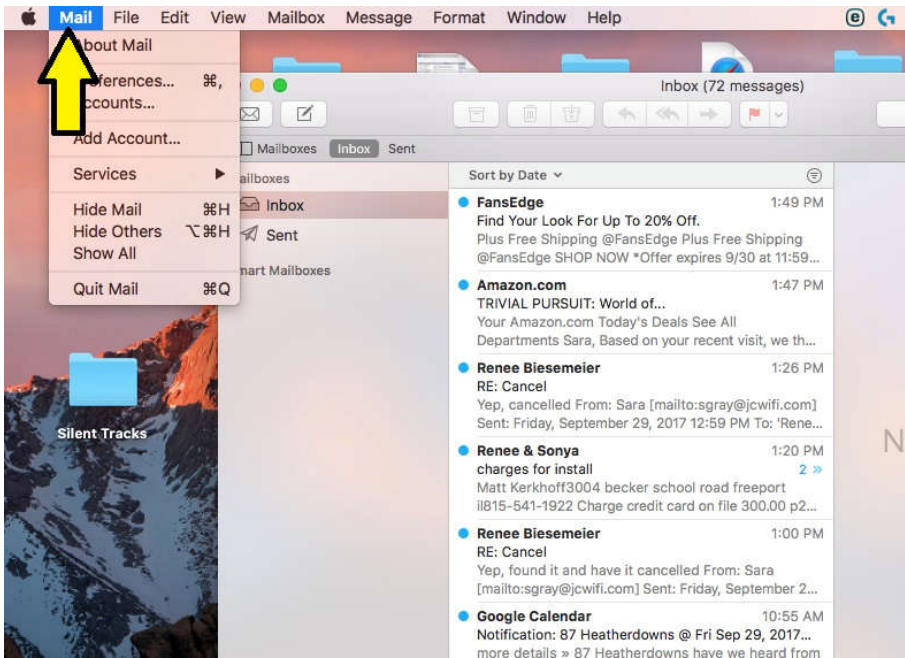 Mail File Edit View Mailbox Message Format Window Help
About Mail
Preferences... ⌘,
Accounts...
Add Account...
Services
Hide Mail ⌘H
Hide Others ⌥⌘H
Show All
Quit Mail ⌘Q
Silent Tracks
Inbox (72 messages)
Mailboxes Inbox Sent
Mailboxes
Inbox
Sent
Smart Mailboxes
Sort by Date
FansEdge 1:49 PM
Find Your Look For Up To 20% Off.
Plus Free Shipping @FansEdge Plus Free Shipping
@FansEdge SHOP NOW *Offer expires 9/30 at 11:59...
Amazon.com 1:47 PM
TRIVIAL PURSUIT: World of...
Your Amazon.com Today's Deals See All
Departments Sara, Based on your recent visit, we th...
Renee Biesemeier 1:26 PM
RE: Cancel
Yep, cancelled From: Sara [mailto:sgray@jcwifi.com]
Sent: Friday, September 29, 2017 12:59 PM To: 'Rene...
Renee & Sonya 1:20 PM
charges for install 2 »
Matt Kerkhoff3004 becker school road freeport
il815-541-1922 Charge credit card on file 300.00 p2...
Renee Biesemeier 1:00 PM
RE: Cancel
Yep, found it and have it cancelled From: Sara
[mailto:sgray@jcwifi.com] Sent: Friday, September 2...
Google Calendar 10:55 AM
Notification: 87 Heatherdowns @ Fri Sep 29, 2017...
more details » 87 Heatherdowns have we heard from
N